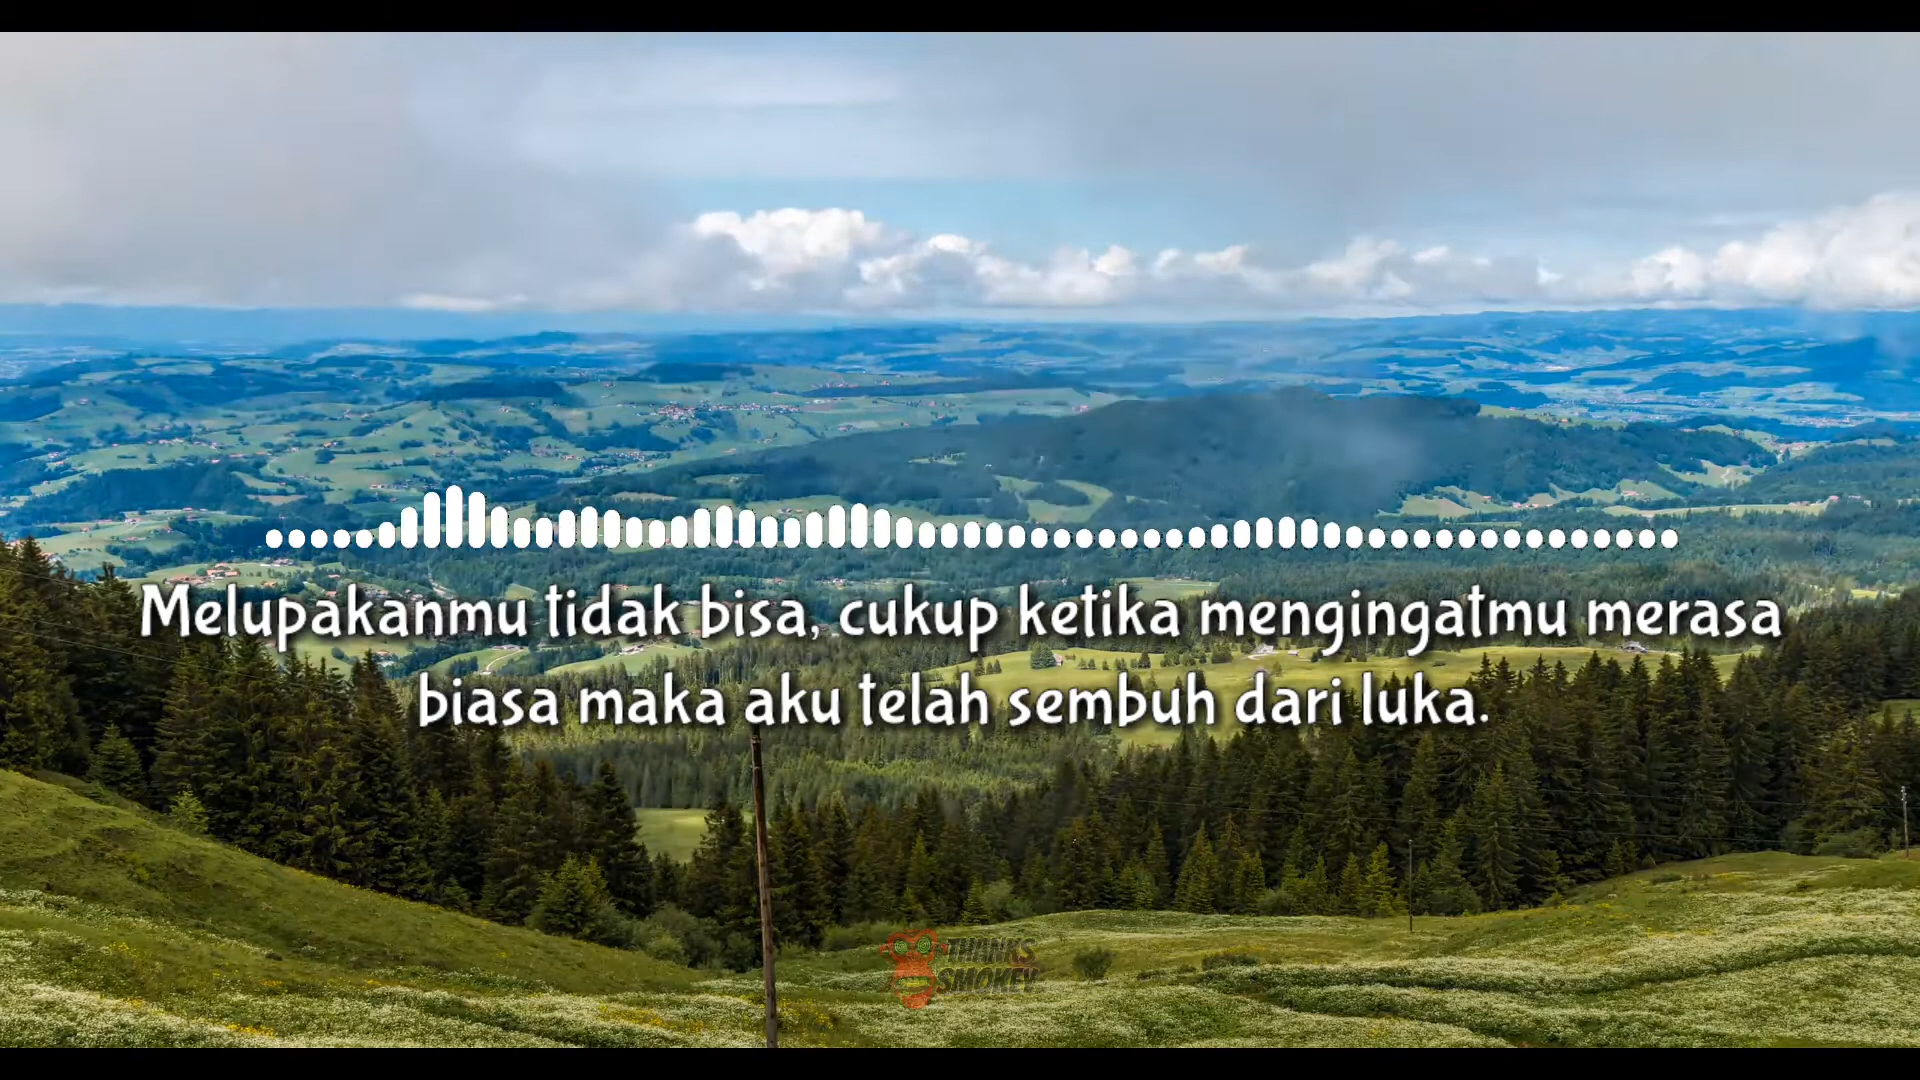 Melupakanmu tidak bisa, cukup ketika mengingatmu merasa
biasa maka aku telah sembuh dari luka.
THANKS
SMOKEY